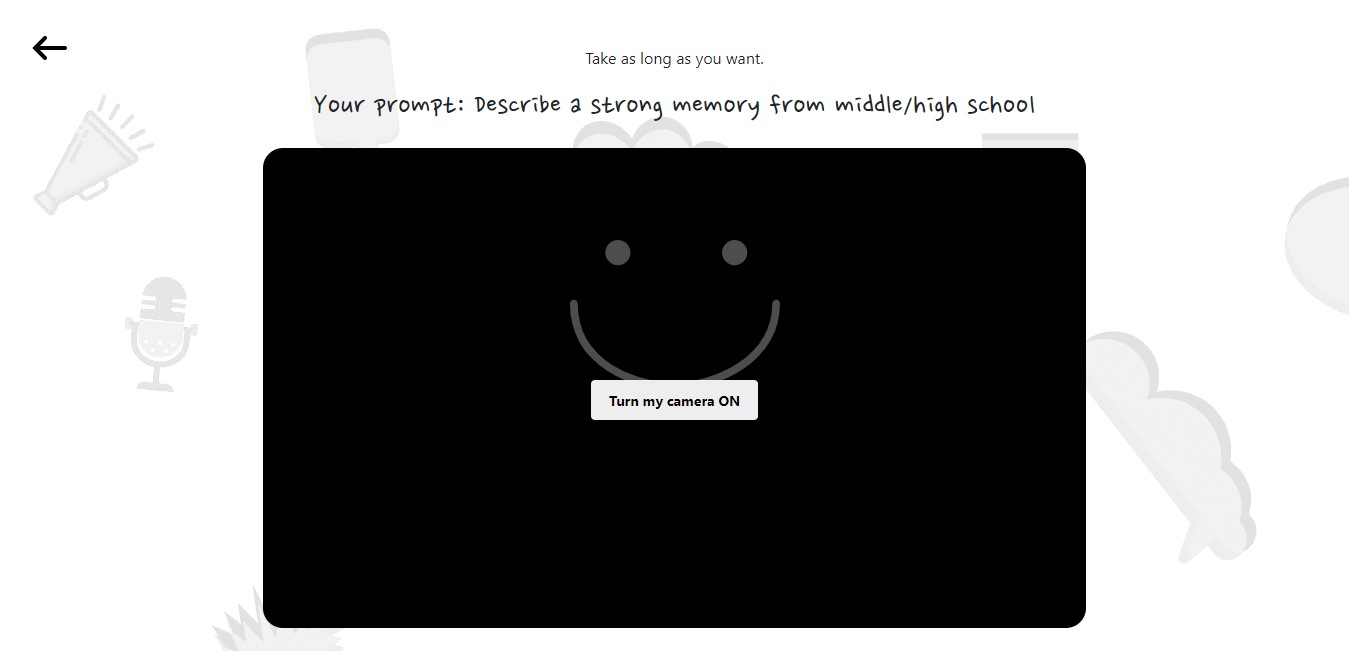 Take as long as you want.
Your prompt: Describe a strong memory from middle/high school
Turn my camera ON